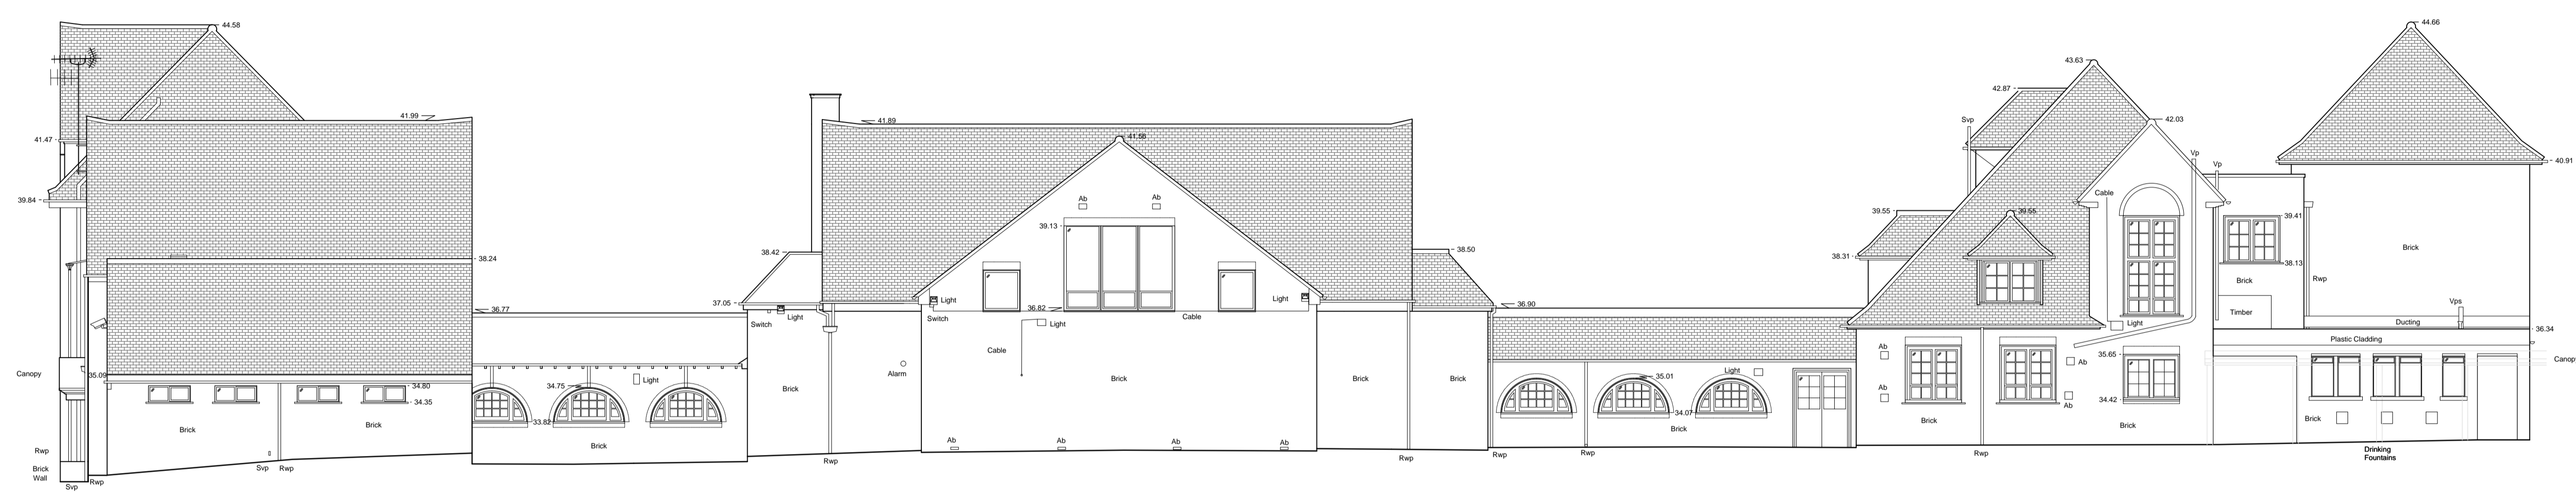 44.58
41.47
41.99
39.84
38.24
36.77
Canopy
35.09
34.80
34.35
Brick
Brick
Rwp
Brick
Wall
Svp
Rwp
Svp
Rwp
34.75
Light
33.82
Brick
41.89
41.56
Ab
Ab
39.13
38.42
37.05
Switch
Light
Light
Switch
36.82
Light
Cable
Light
Cable
Alarm
Brick
Brick
Brick
Brick
38.50
36.90
Ab
Ab
Ab
Ab
Rwp
Rwp
Rwp
Rwp
35.01
Light
34.07
Brick
43.63
42.87
Svp
42.03
Vp
Vp
Cable
39.55
39.55
38.31
39.41
38.13
Brick
Timber
Rwp
Light
Ab
Ab
Ab
Ab
35.65
34.42
Brick
Brick
Rwp
44.66
40.91
Brick
Vps
Ducting
36.34
Plastic Cladding
Canopy
Brick
Drinking
Fountains